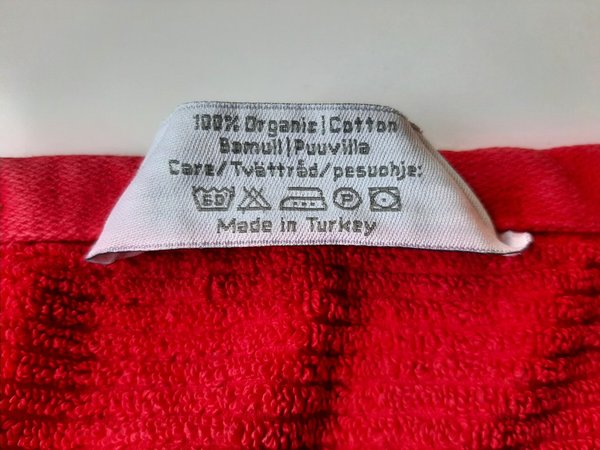 100% Organic | Cotton
Bomull | Puuvilla
Care/Tvättråd/pesuohje:
60 P
Made in Turkey